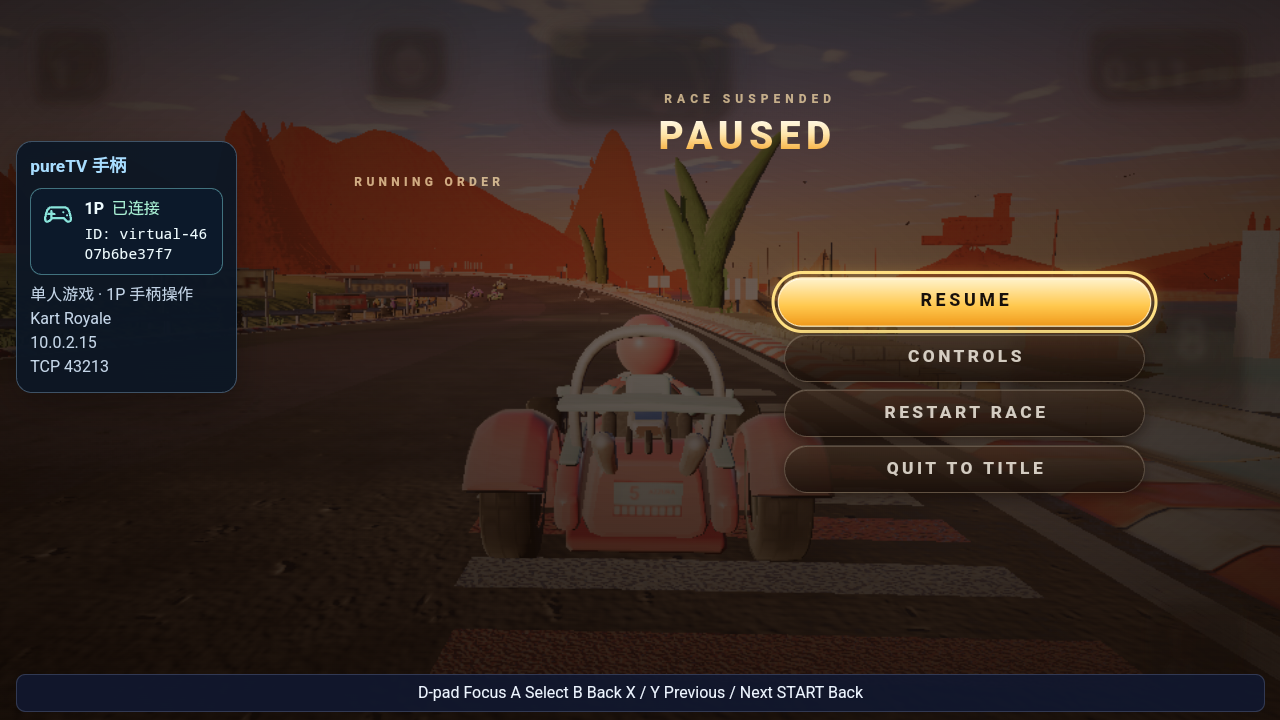 RACE SUSPENDED
PAUSED
pureTV 手柄
1P 已连接
ID: virtual-46
07b6be37f7
单人游戏 · 1P 手柄操作
Kart Royale
10.0.2.15
TCP 43213
RUNNING ORDER
RESUME
CONTROLS
RESTART RACE
QUIT TO TITLE
5
D-pad Focus A Select B Back X / Y Previous / Next START Back